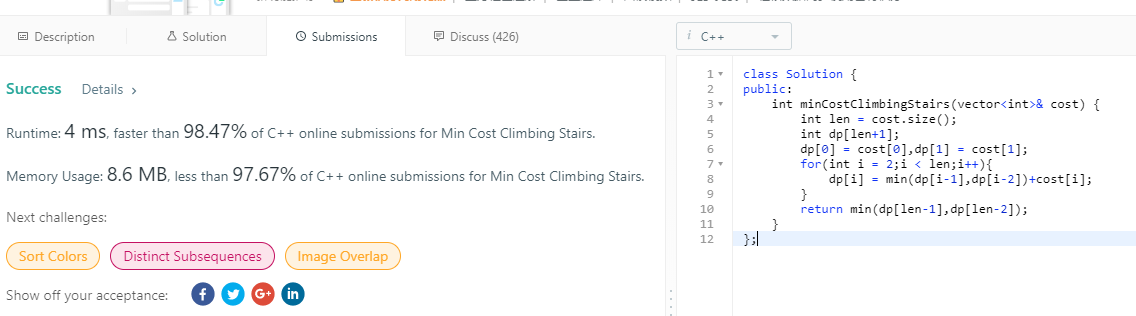 Description
Solution
Submissions
Discuss (426)
i C++
Success Details >
Runtime: 4 ms, faster than 98.47% of C++ online submissions for Min Cost Climbing Stairs.
Memory Usage: 8.6 MB, less than 97.67% of C++ online submissions for Min Cost Climbing Stairs.
Next challenges:
Sort Colors Distinct Subsequences Image Overlap
Show off your acceptance: f G+ in
1 class Solution {
2 public:
3     int minCostClimbingStairs(vector<int>& cost) {
4         int len = cost.size();
5         int dp[len+1];
6         dp[0] = cost[0],dp[1] = cost[1];
7         for(int i = 2;i < len;i++){
8             dp[i] = min(dp[i-1],dp[i-2])+cost[i];
9         }
10         return min(dp[len-1],dp[len-2]);
11     }
12 };